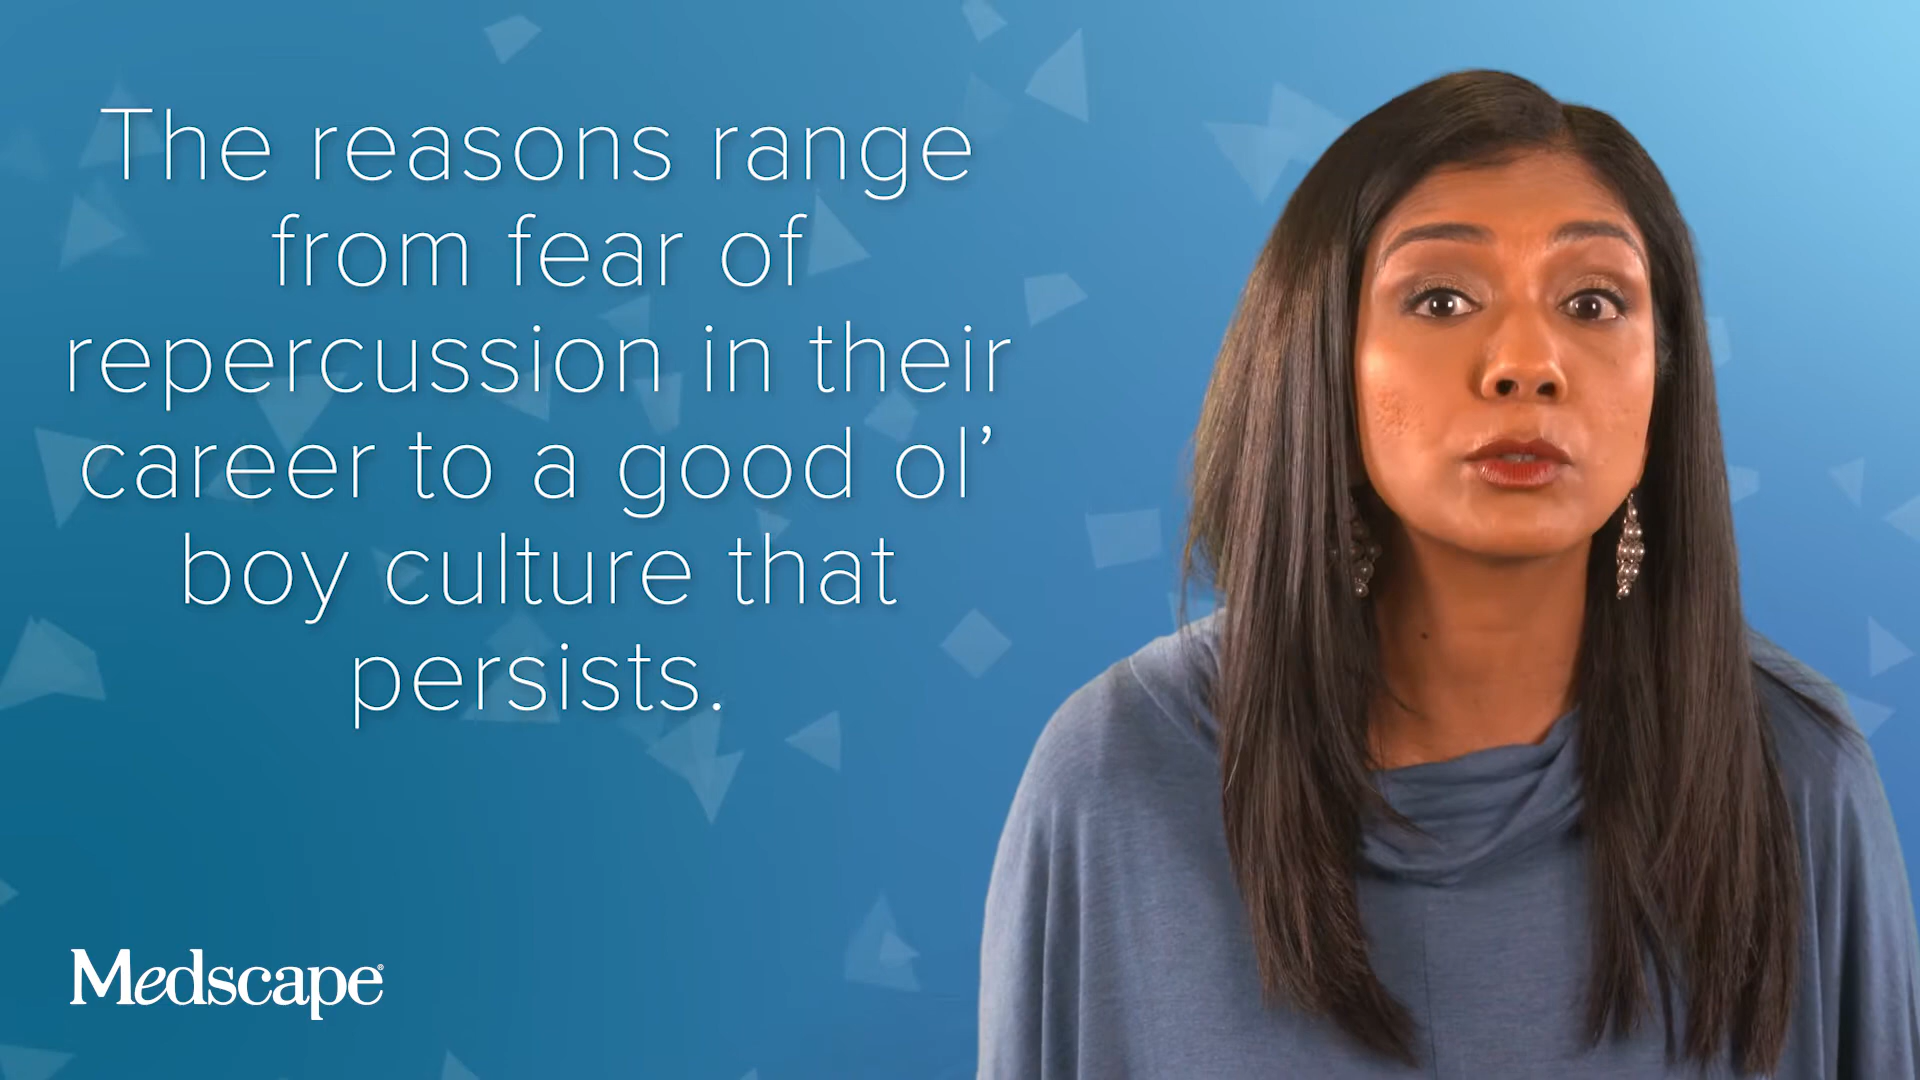 The reasons range
from fear of
repercussion in their
career to a good ol’
boy culture that
persists.
Medscape®